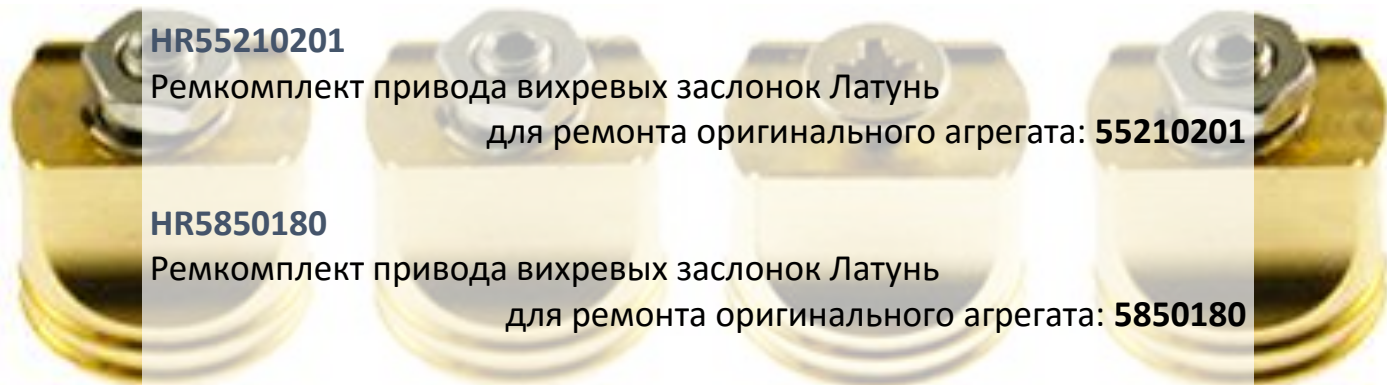 HR55210201
Ремкомплект привода вихревых заслонок Латунь
для ремонта оригинального агрегата: 55210201
HR5850180
Ремкомплект привода вихревых заслонок Латунь
для ремонта оригинального агрегата: 5850180